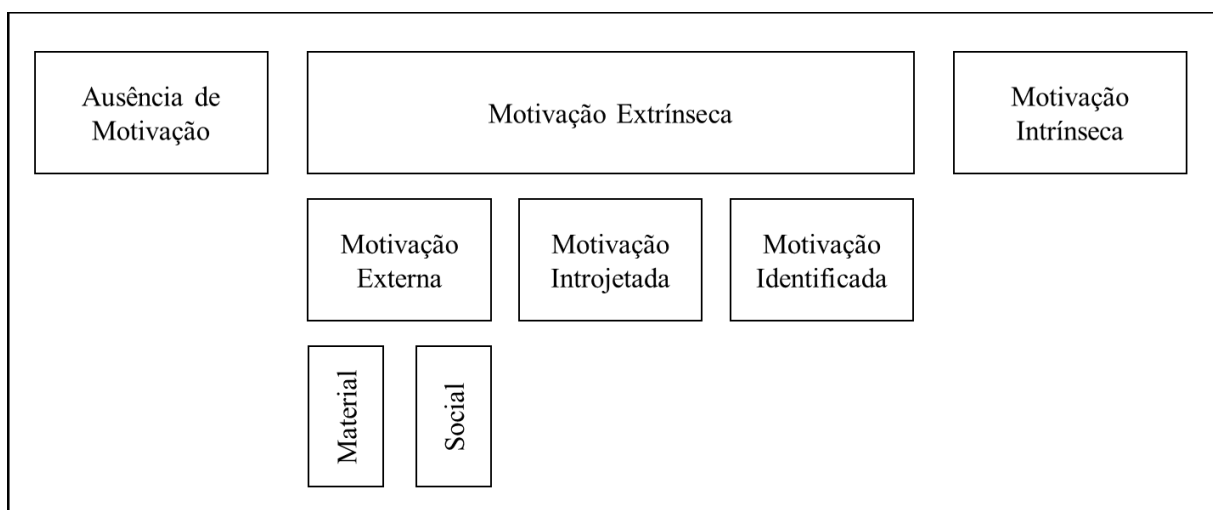 Ausência de
Motivação
Motivação Extrínseca
Motivação
Intrínseca
Motivação
Externa
Motivação
Introjetada
Motivação
Identificada
Material
Social